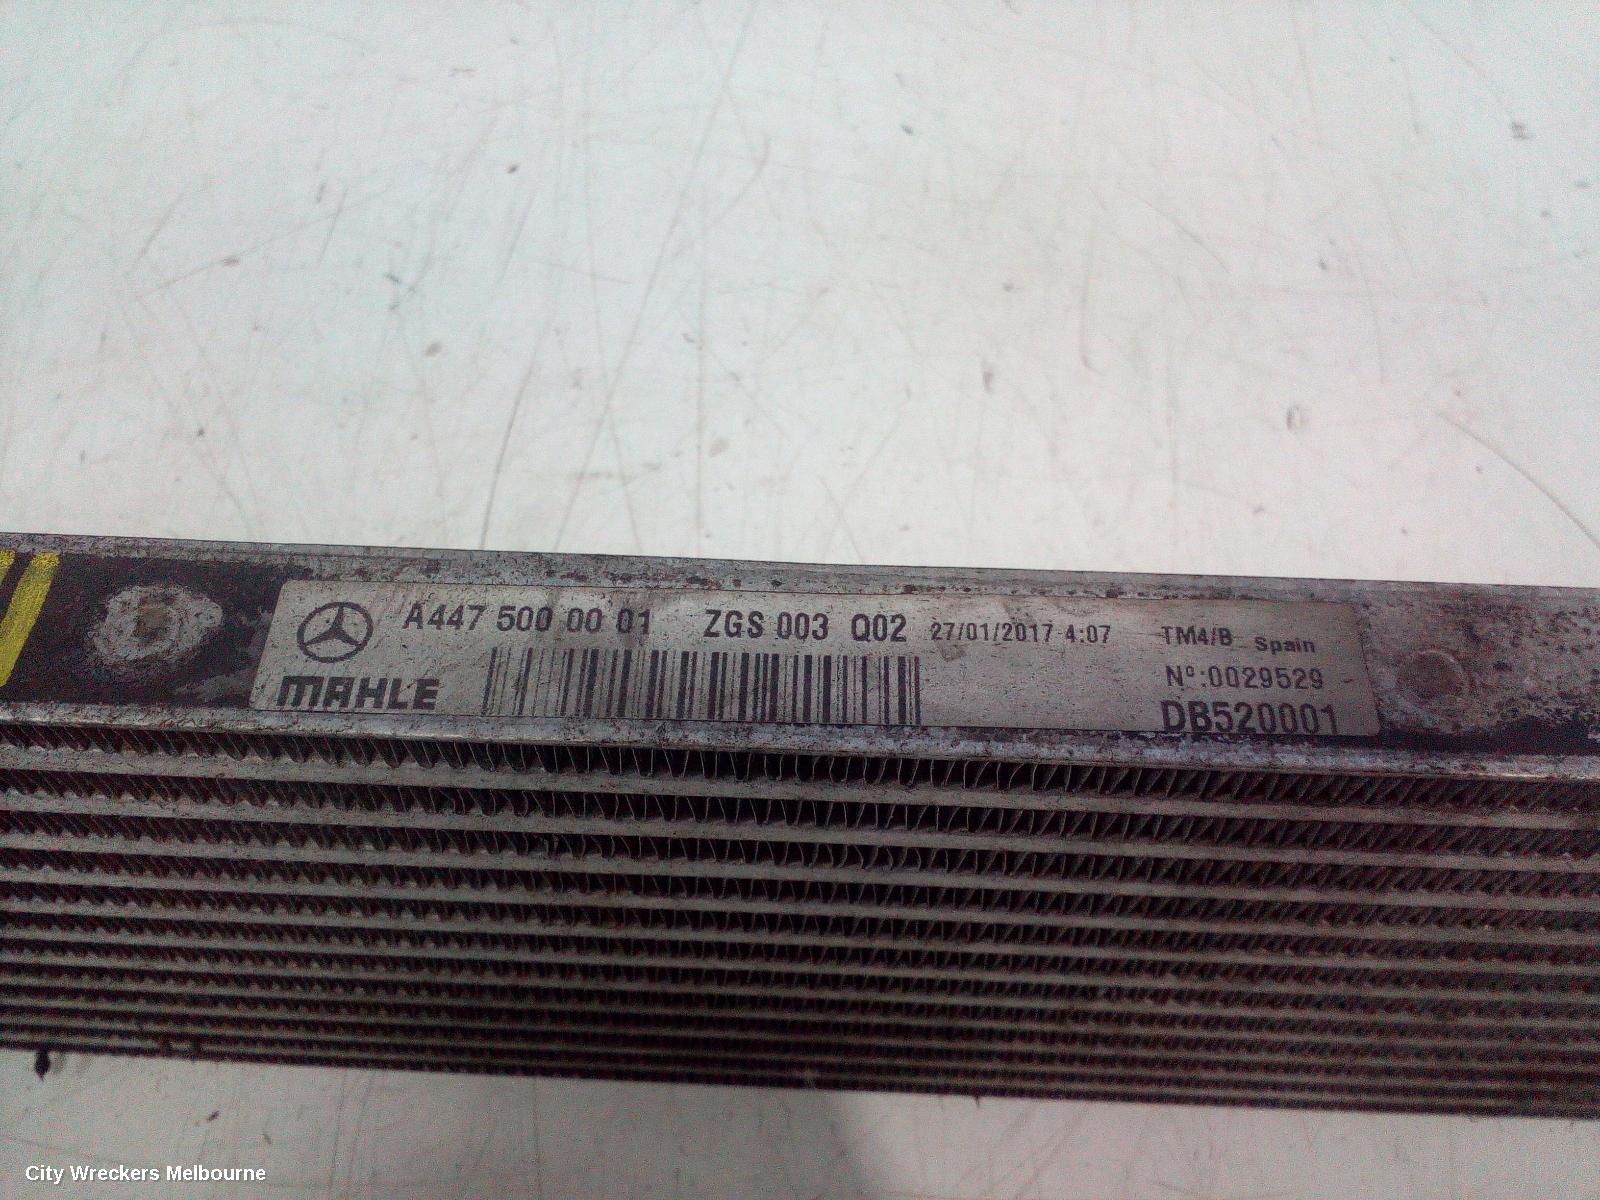 A447 500 00 01 ZGS 003 Q02 27/01/2017 4:07 TM4/B Spain
MAHLE Nº:0029529
DB520001
City Wreckers Melbourne